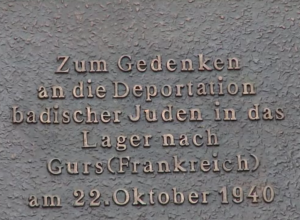 Zum Gedenken
an die Deportation
badischer Juden in das
Lager nach
Gurs(Frankreich)
am 22.Oktober 1940